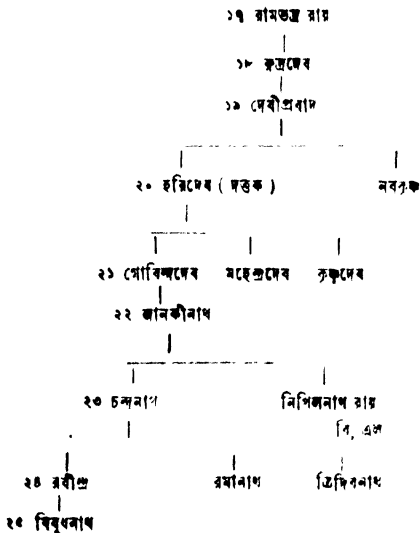 ১৭ রামভদ্র রায়
১৮ রুদ্রদেব
১৯ দেবীপ্রসাদ
২০ হরিদেব ( দত্তক ) নবকৃষ্ণ
২১ গোবিন্দদেব মহেন্দ্রদেব কৃষ্ণদেব
২২ জানকীনাথ
২৩ চন্দ্রনাথ নিখিলনাথ রায়
বি, এল
২৪ রবীন্দ্র রমানাথ ত্রিদিবনাথ
২৫ বিবুধনাথ